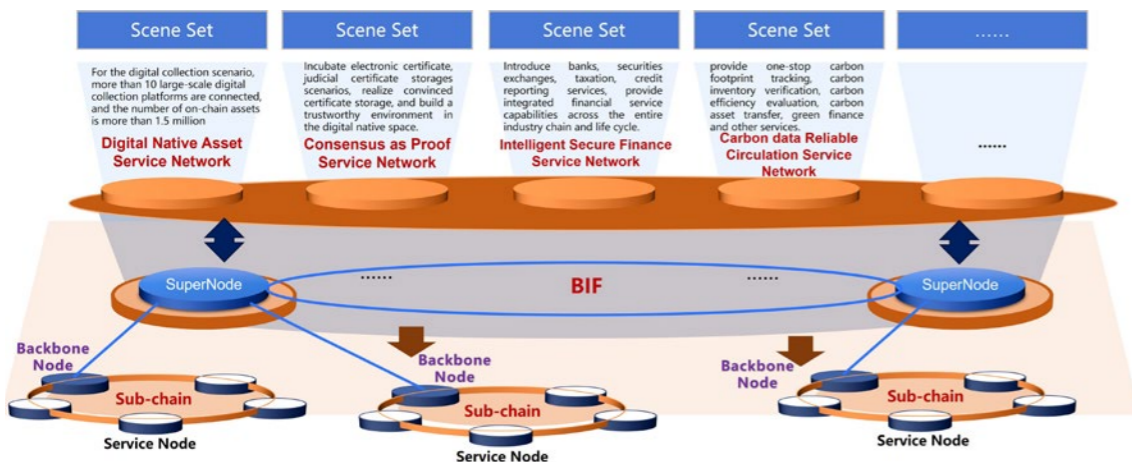 Scene Set
Scene Set
Scene Set
Scene Set
......
For the digital collection scenario,
more than 10 large-scale digital
collection platforms are connected,
and the number of on-chain assets
is more than 1.5 million
Digital Native Asset
Service Network
Incubate electronic certificate,
judicial certificate storages
scenarios, realize convinced
certificate storage, and build a
trustworthy environment in
the digital native space.
Consensus as Proof
Service Network
Introduce banks, securities
exchanges, taxation, credit
reporting services, provide
integrated financial service
capabilities across the entire
industry chain and life cycle.
Intelligent Secure Finance
Service Network
provide one-stop carbon
footprint tracking, carbon
inventory verification, carbon
efficiency evaluation, carbon
asset transfer, green finance
and other services.
Carbon data Reliable
Circulation Service
Network
......
SuperNode
......
BIF
......
SuperNode
Backbone
Node
Sub-chain
Service Node
Backbone
Node
Sub-chain
Service Node
Backbone
Node
Sub-chain
Service Node